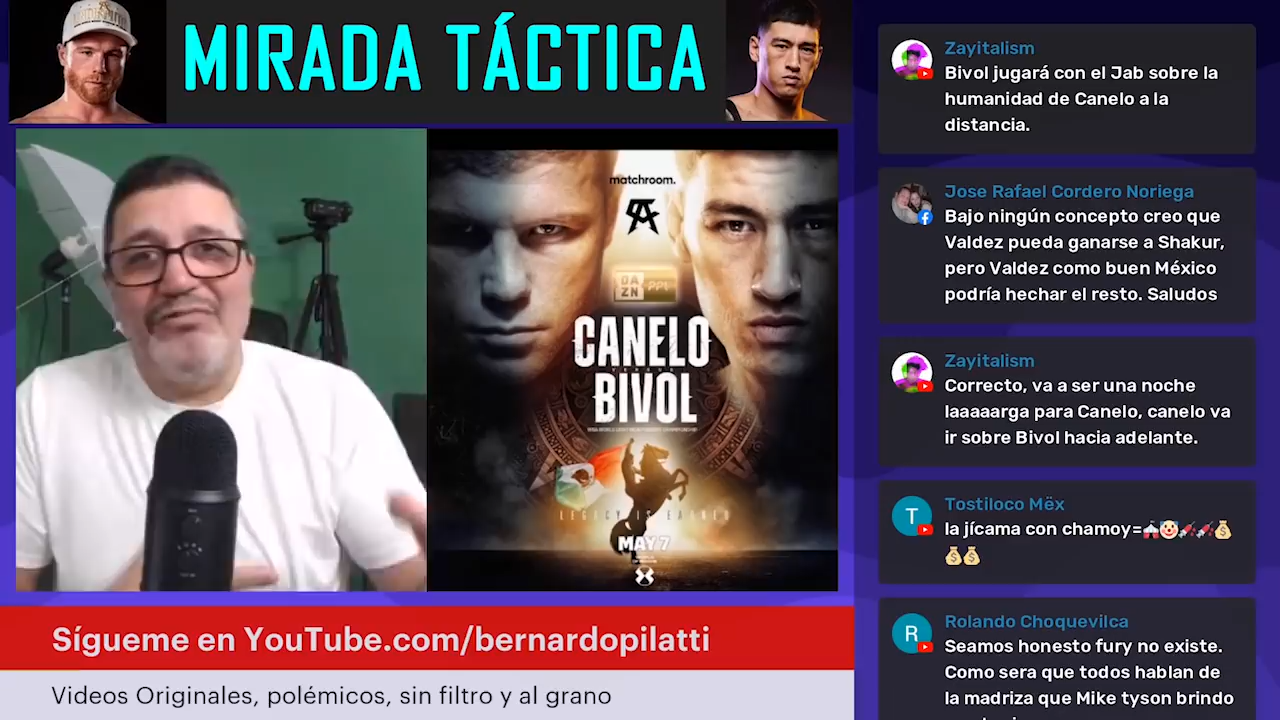 MIRADA TÁCTICA
matchroom.
DA
ZN PPV
CANELO
VERSUS
BIVOL
LEGACY IS EARNED
MAY 7
Sígueme en YouTube.com/bernardopilatti
Videos Originales, polémicos, sin filtro y al grano
Zayitalism
Bivol jugará con el Jab sobre la
humanidad de Canelo a la
distancia.
Jose Rafael Cordero Noriega
Bajo ningún concepto creo que
Valdez pueda ganarse a Shakur,
pero Valdez como buen México
podría hechar el resto. Saludos
Zayitalism
Correcto, va a ser una noche
laaaaarga para Canelo, canelo va
ir sobre Bivol hacia adelante.
T
Tostiloco Mëx
la jícama con chamoy=
R
Rolando Choquevilca
Seamos honesto fury no existe.
Como sera que todos hablan de
la madriza que Mike tyson brindo